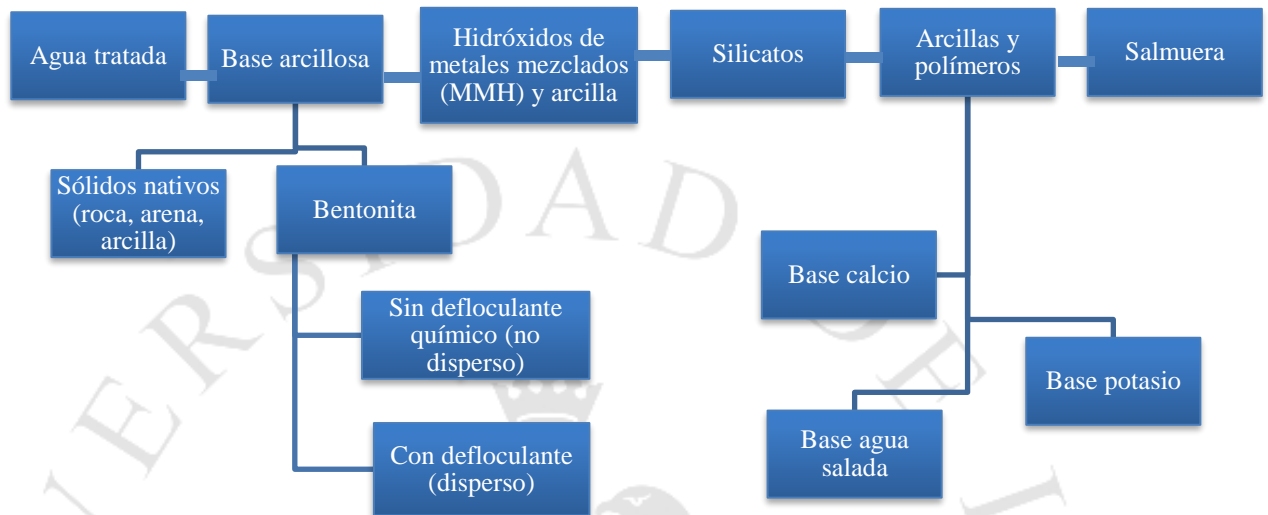 Agua tratada
Base arcillosa
Hidróxidos de
metales mezclados
(MMH) y arcilla
Silicatos
Arcillas y
polímeros
Salmuera
Sólidos nativos
(roca, arena,
arcilla)
Bentonita
Sin defloculante
químico (no
disperso)
Con defloculante
(disperso)
Base calcio
Base potasio
Base agua
salada